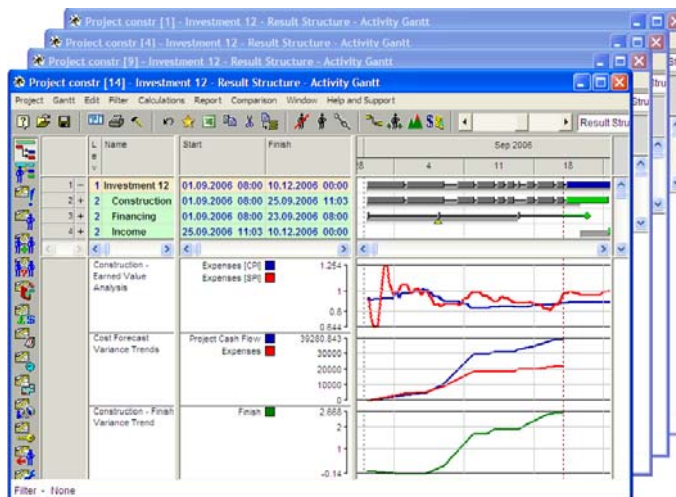 Project constr [1] - Investment 12 - Result Structure - Activity Gantt
Project constr [4] - Investment 12 - Result Structure - Activity Gantt
Project constr [9] - Investment 12 - Result Structure - Activity Gantt
Project constr [14] - Investment 12 - Result Structure - Activity Gantt
Project Gantt Edit Filter Calculations Report Comparison Window Help and Support
Result Stru
Lev Name Start Finish Sep 2006
4 11 18
1 - 1 Investment 12 01.09.2006 08:00 10.12.2006 00:00
2 + 2 Construction 01.09.2006 08:00 25.09.2006 11:03
3 + 2 Financing 01.09.2006 08:00 23.09.2006 08:00
4 + 2 Income 25.09.2006 11:03 10.12.2006 00:00
Construction - Earned Value Analysis
Expenses [CPI]
Expenses [SPI]
1.254
1
0.8
0.644
Cost Forecast Variance Trends
Project Cash Flow
Expenses
39280.843
30000
20000
10000
0
Construction - Finish Variance Trend
Finish
2.868
2
1
-0.14
Filter - None